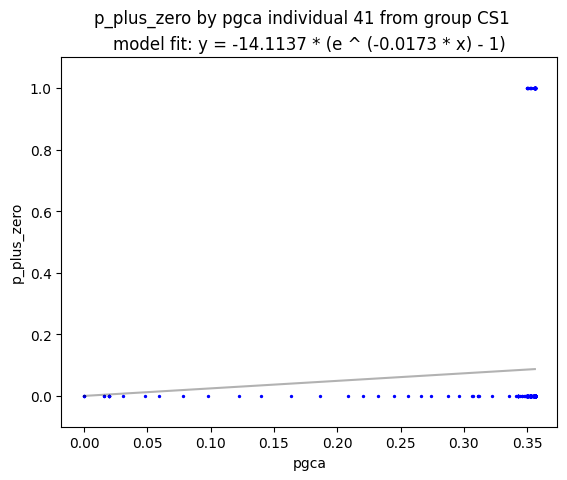 p_plus_zero by pgca individual 41 from group CS1
model fit: y = -14.1137 * (e ^ (-0.0173 * x) - 1)
1.0
0.8
0.6
0.4
0.2
0.0
p_plus_zero
0.00 0.05 0.10 0.15 0.20 0.25 0.30 0.35
pgca